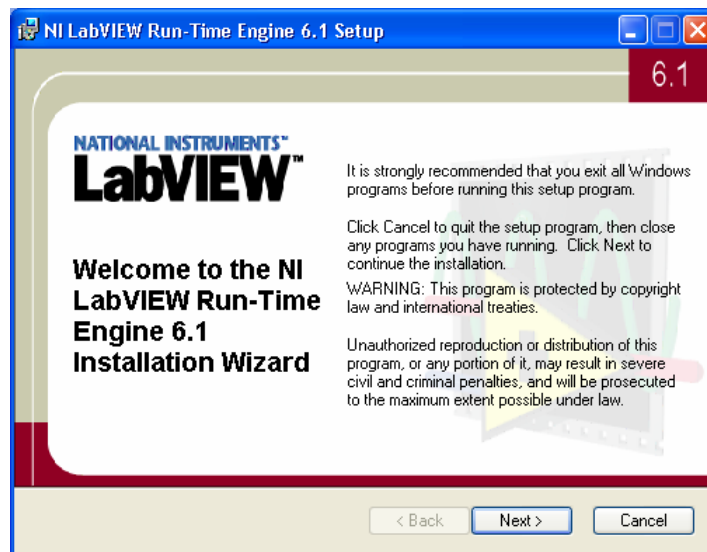 NI LabVIEW Run-Time Engine 6.1 Setup
6.1
NATIONAL INSTRUMENTS™
LabVIEW™
Welcome to the NI
LabVIEW Run-Time
Engine 6.1
Installation Wizard
It is strongly recommended that you exit all Windows
programs before running this setup program.
Click Cancel to quit the setup program, then close
any programs you have running.  Click Next to
continue the installation.
WARNING: This program is protected by copyright
law and international treaties.
Unauthorized reproduction or distribution of this
program, or any portion of it, may result in severe
civil and criminal penalties, and will be prosecuted
to the maximum extent possible under law.
< Back
Next >
Cancel